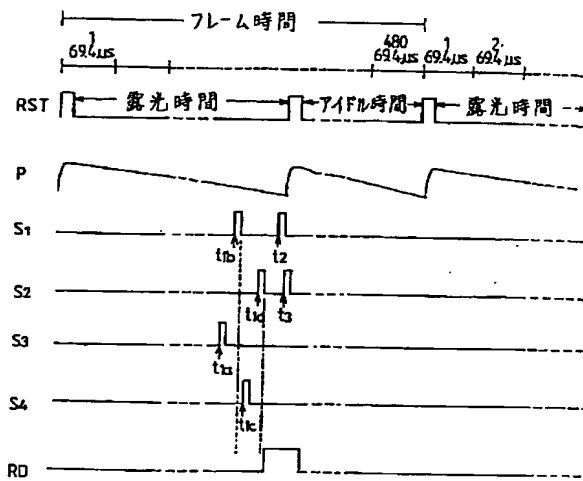 フレーム時間
1 480 1 2
69.4μs 69.4μs 69.4μs 69.4μs
RST 露光時間 アイドル時間 露光時間
P
S1
t1b t2
S2
t1d t3
S3
t1a
S4
t1c
RD